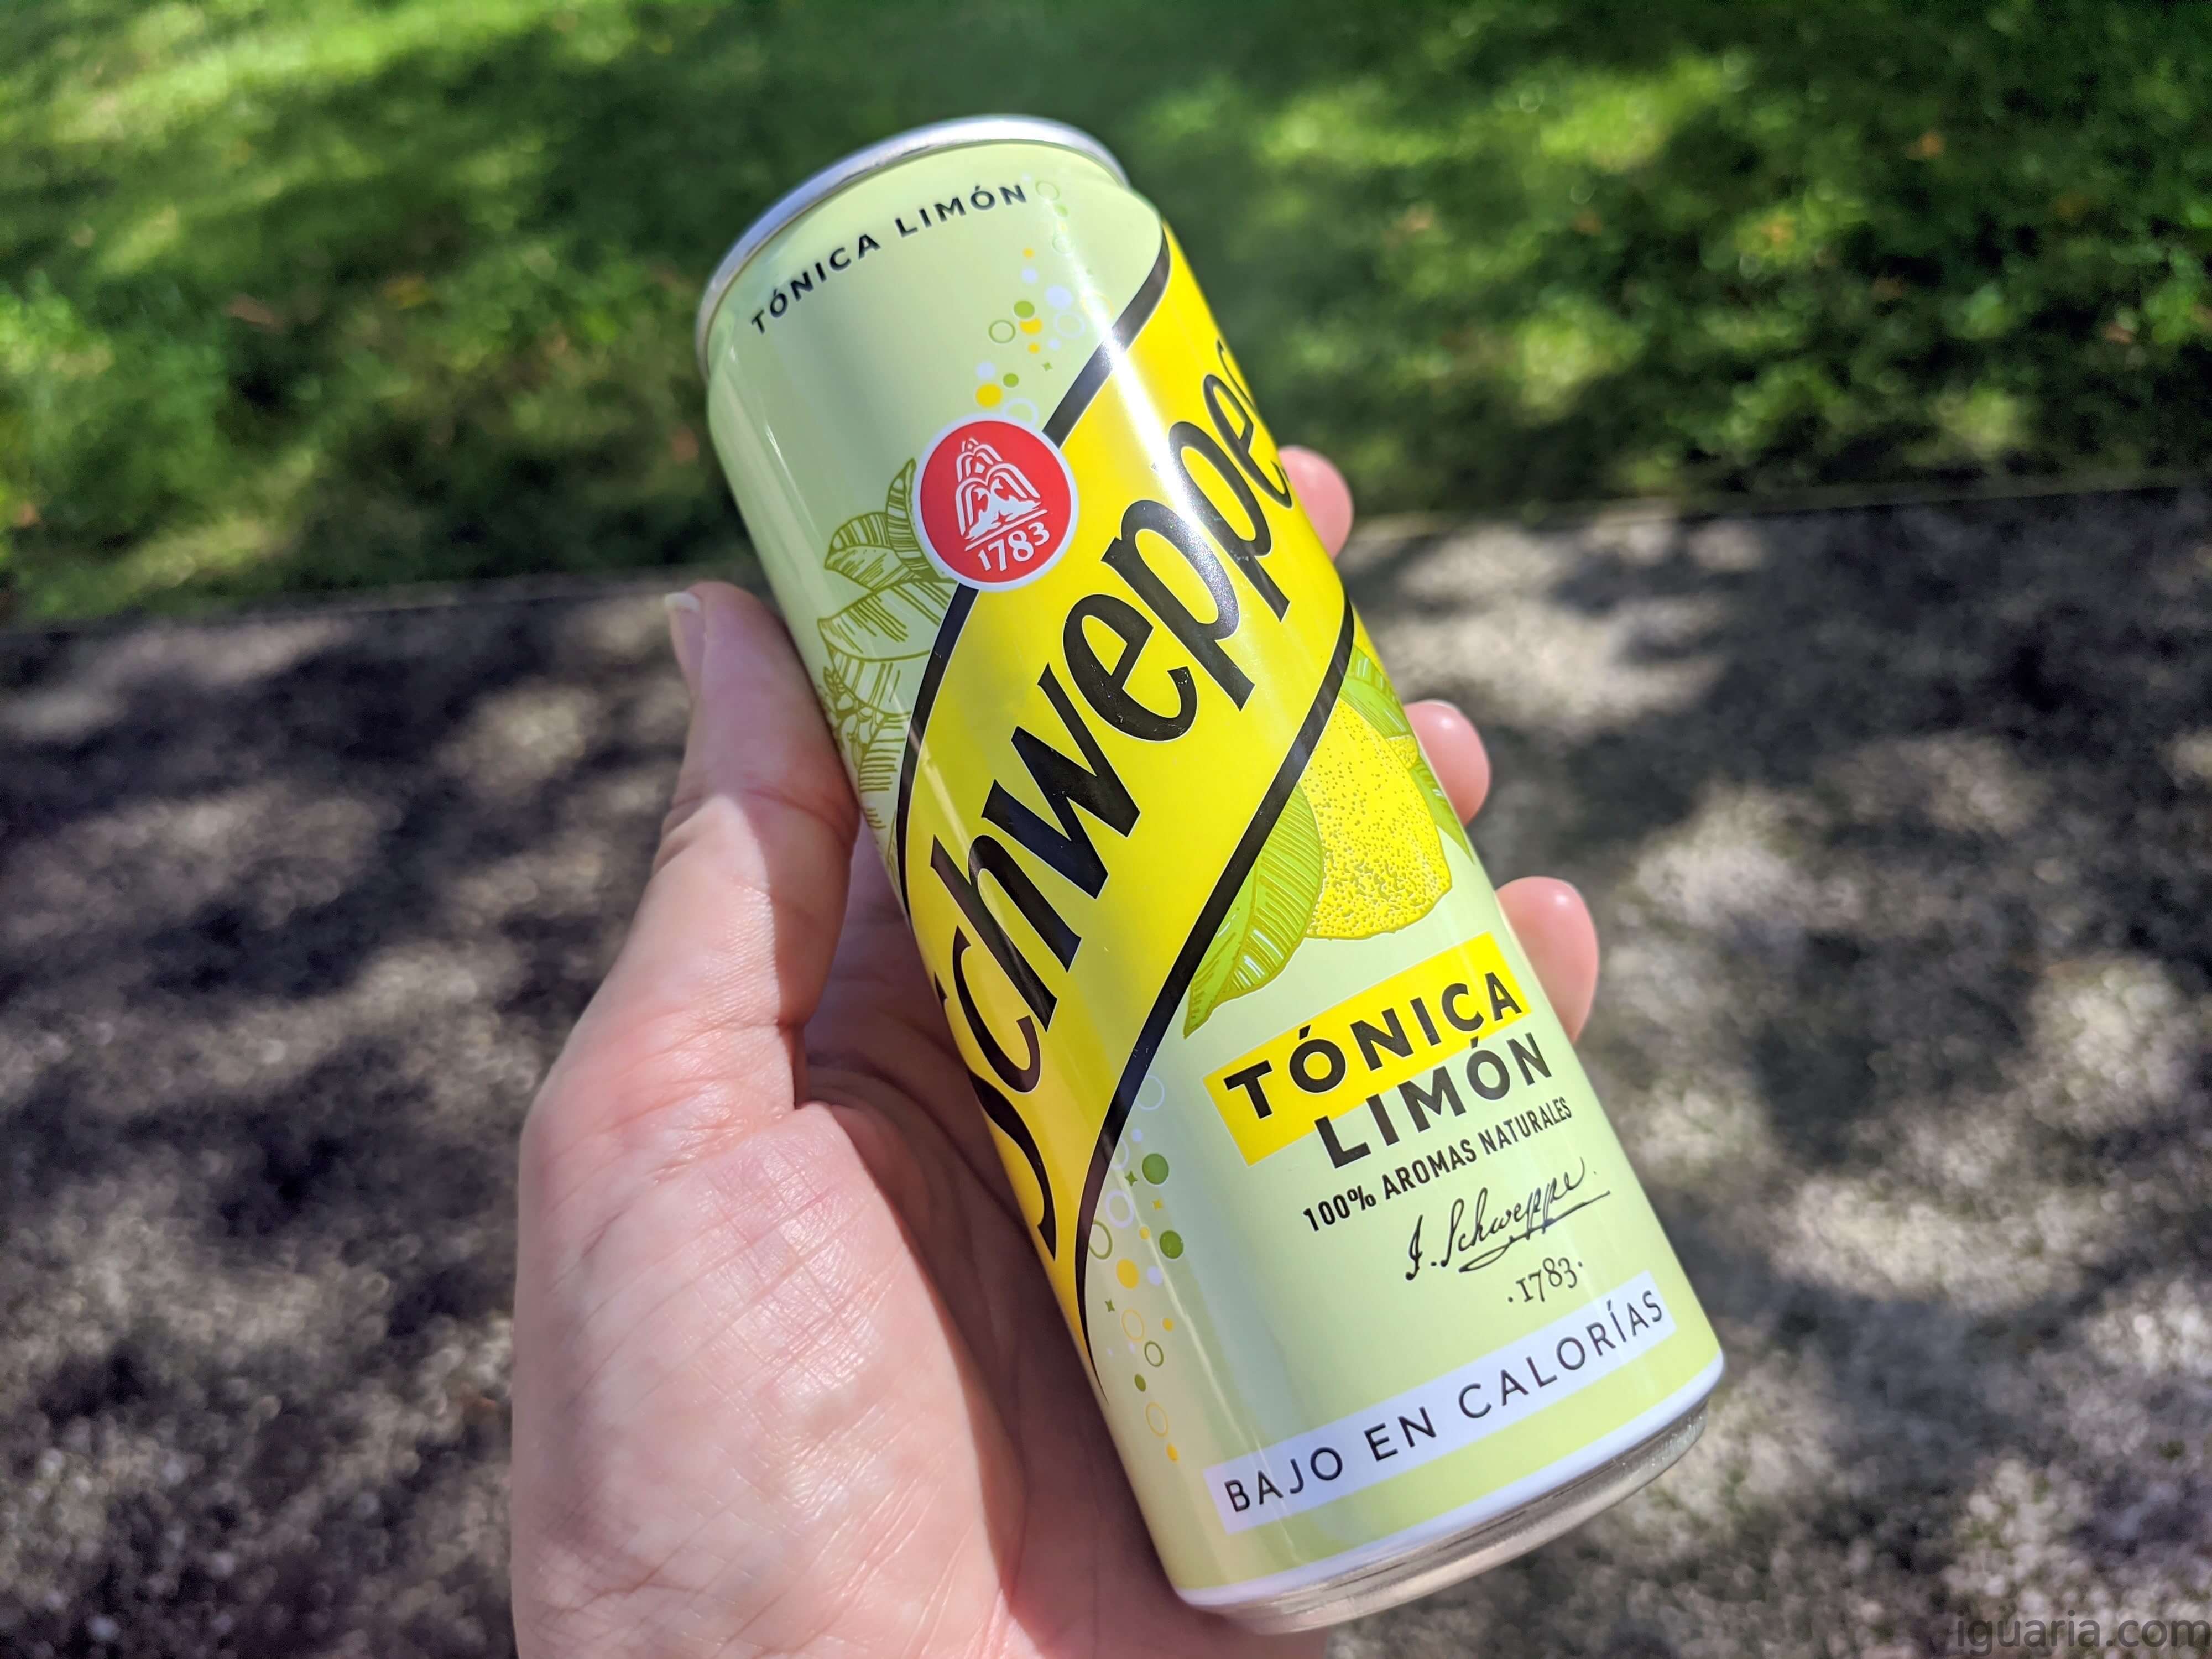 TÓNICA LIMÓN
1783
Schweppes
TÓNICA
LIMÓN
100% AROMAS NATURALES
J. Schweppe.
·1783·
BAJO EN CALORÍAS
iguaria.com